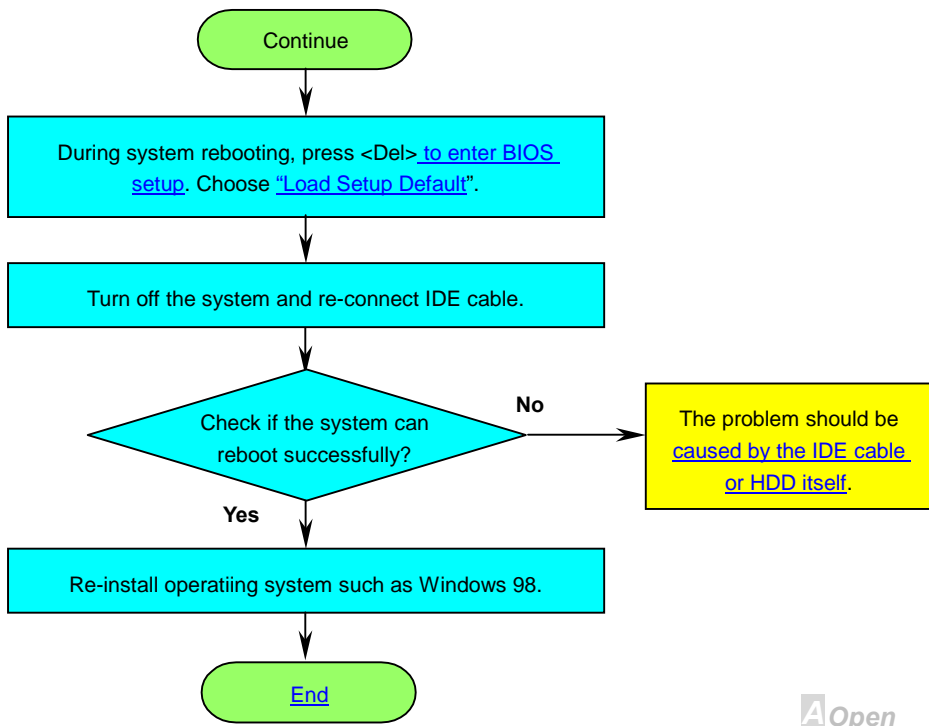 Continue
During system rebooting, press <Del> to enter BIOS
setup. Choose “Load Setup Default”.
Turn off the system and re-connect IDE cable.
Check if the system can
reboot successfully?
No
The problem should be
caused by the IDE cable
or HDD itself.
Yes
Re-install operatiing system such as Windows 98.
End
AOpen